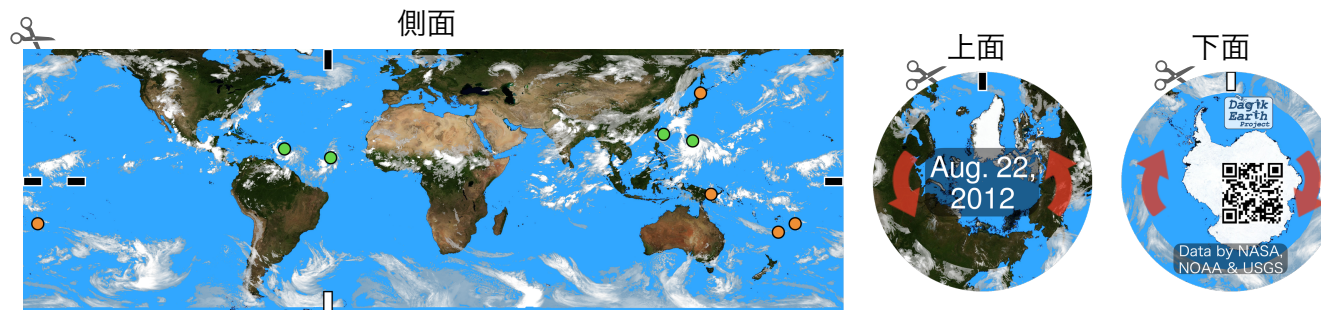 側面
上面
下面
Aug. 22,
2012
Dagik
Earth
Project
Data by NASA,
NOAA & USGS